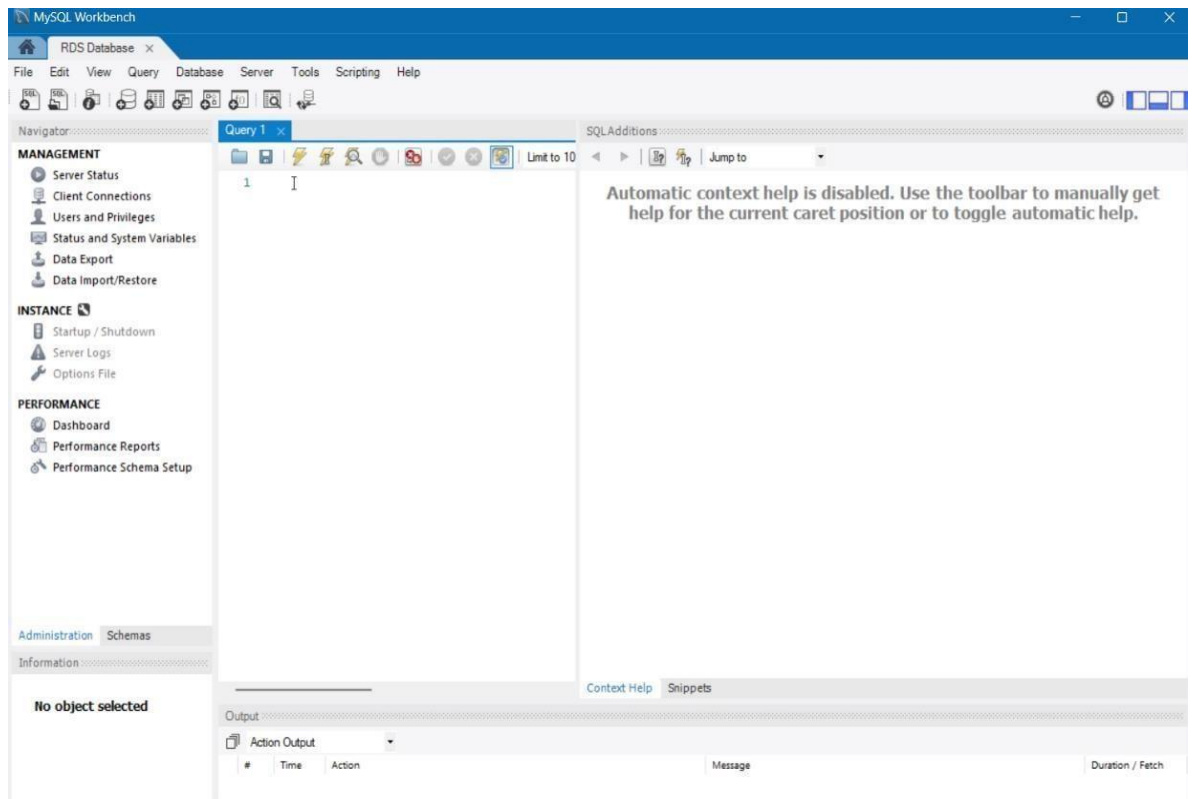 MySQL Workbench
RDS Database
File Edit View Query Database Server Tools Scripting Help
Navigator
MANAGEMENT
Server Status
Client Connections
Users and Privileges
Status and System Variables
Data Export
Data Import/Restore
INSTANCE
Startup / Shutdown
Server Logs
Options File
PERFORMANCE
Dashboard
Performance Reports
Performance Schema Setup
Administration Schemas
Information
No object selected
Query 1
Limit to 10
1
SQLAdditions
Jump to
Automatic context help is disabled. Use the toolbar to manually get
help for the current caret position or to toggle automatic help.
Context Help Snippets
Output
Action Output
# Time Action Message Duration / Fetch